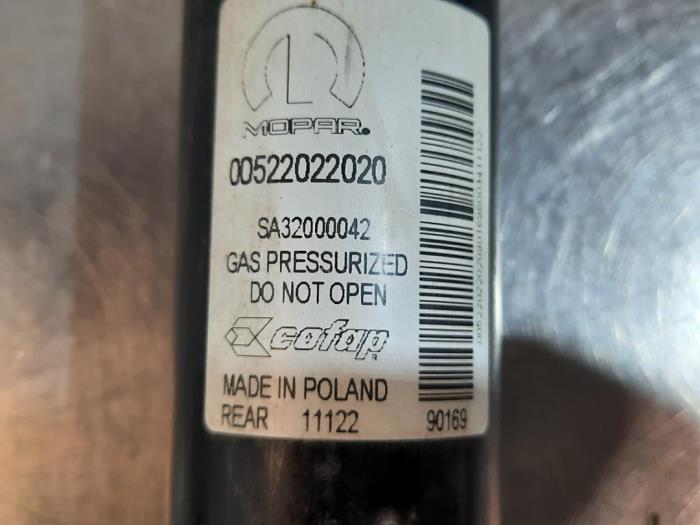 MOPAR®
00522022020
SA32000042
GAS PRESSURIZED
DO NOT OPEN
cofap®
MADE IN POLAND
REAR 11122
90169